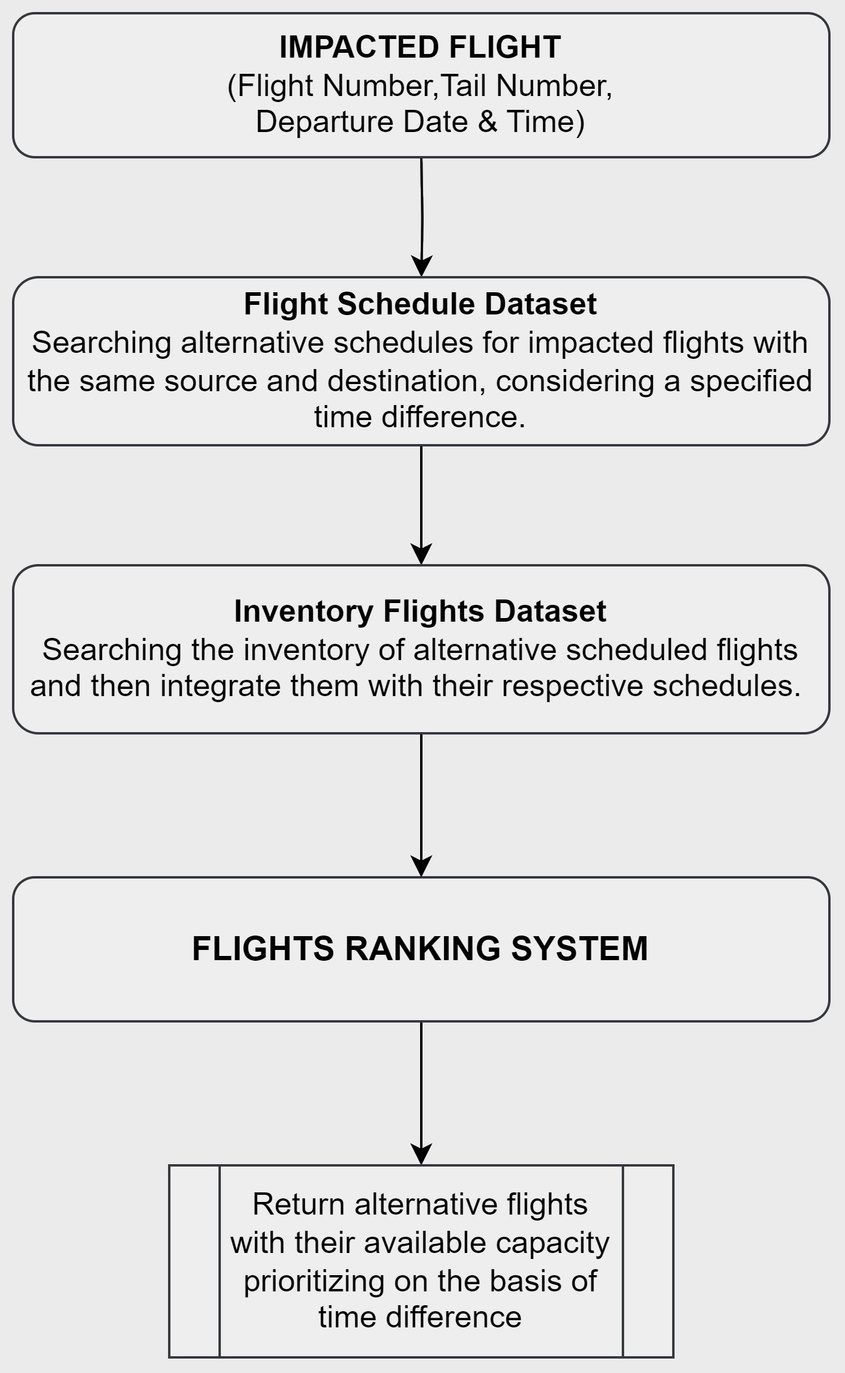 IMPACTED FLIGHT
(Flight Number,Tail Number,
Departure Date & Time)
Flight Schedule Dataset
Searching alternative schedules for impacted flights with
the same source and destination, considering a specified
time difference.
Inventory Flights Dataset
Searching the inventory of alternative scheduled flights
and then integrate them with their respective schedules.
FLIGHTS RANKING SYSTEM
Return alternative flights
with their available capacity
prioritizing on the basis of
time difference